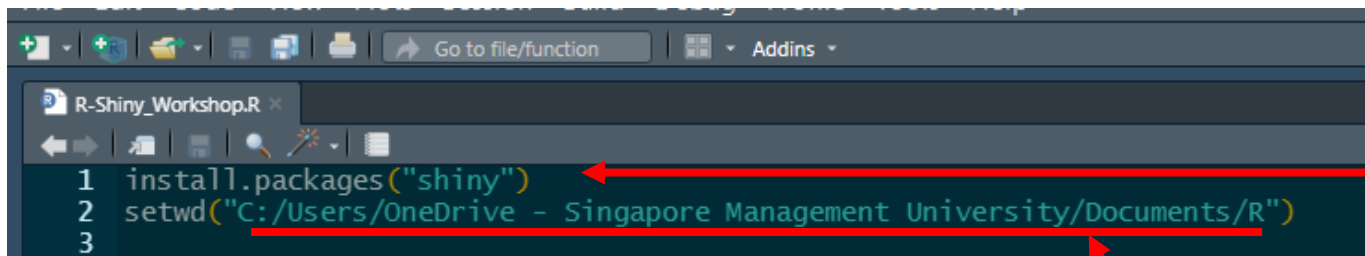 Go to file/function
Addins
R-Shiny_Workshop.R
1 install.packages("shiny")
2 setwd("C:/Users/OneDrive - Singapore Management University/Documents/R")
3